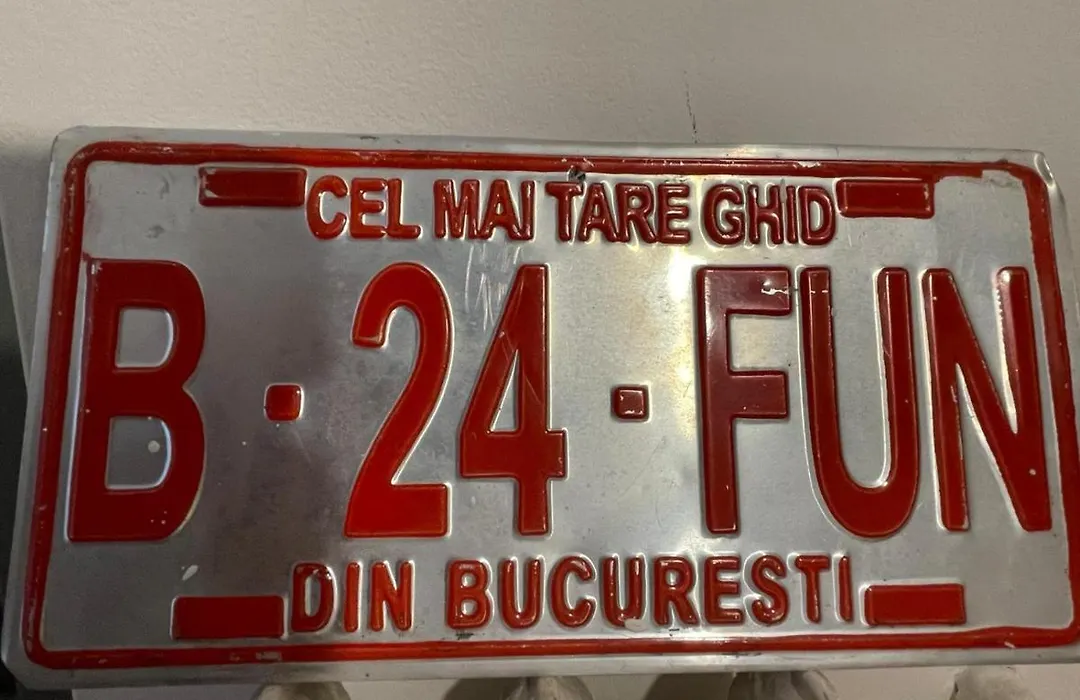 CEL MAI TARE GHID
B·24·FUN
DIN BUCURESTI